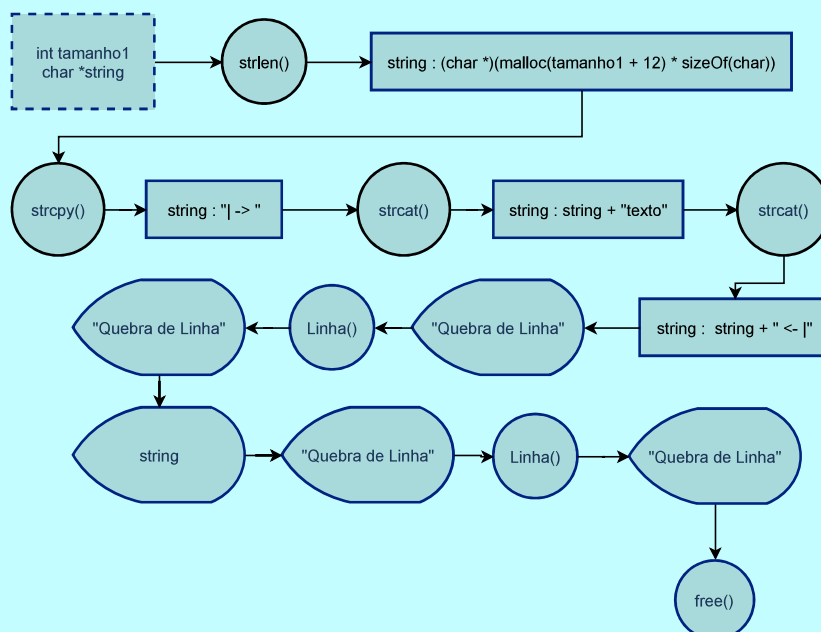 int tamanho1
char *string
strlen()
string : (char *)(malloc(tamanho1 + 12) * sizeOf(char))
strcpy()
string : "| -> "
strcat()
string : string + "texto"
strcat()
string :  string + " <- |"
"Quebra de Linha"
Linha()
"Quebra de Linha"
string
"Quebra de Linha"
Linha()
"Quebra de Linha"
free()